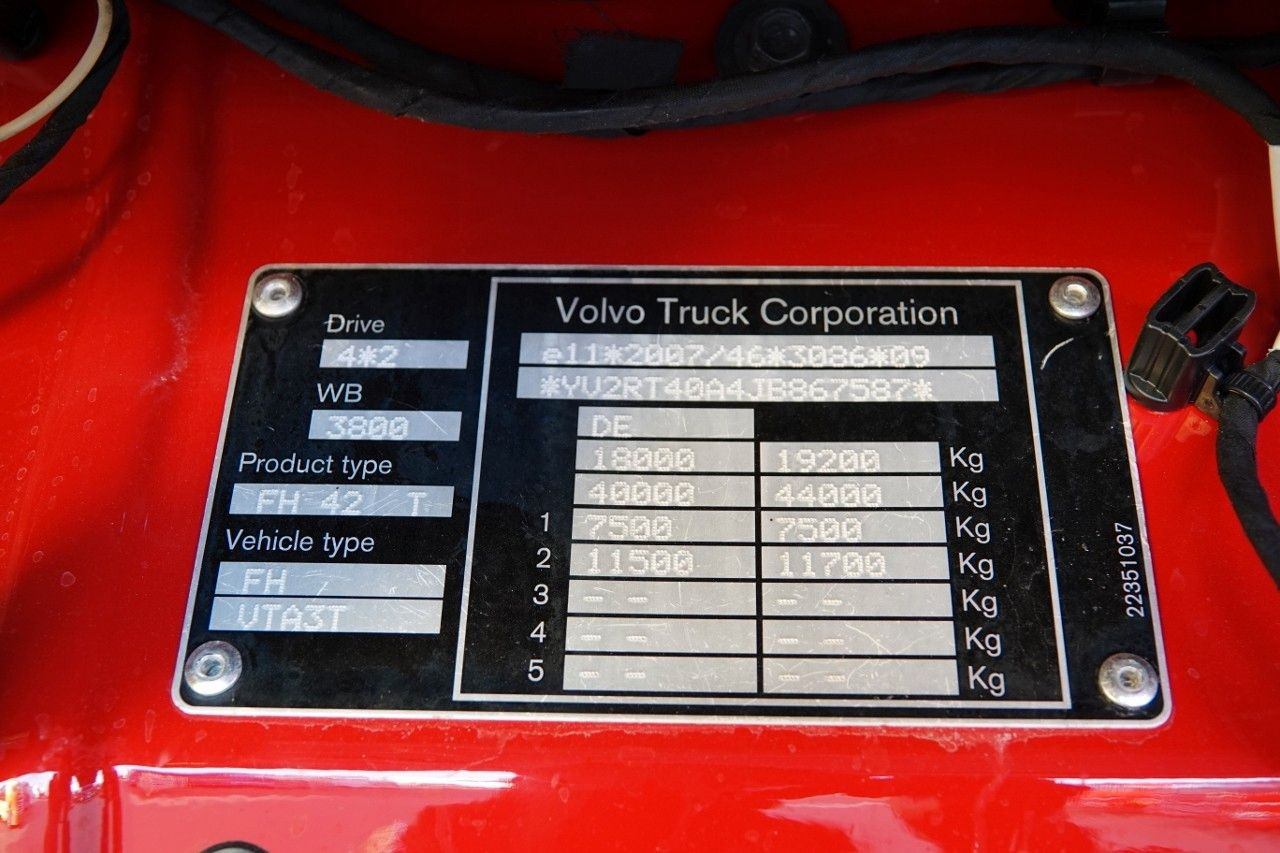 Drive
4*2
WB
3800
Product type
FH 42 T
Vehicle type
FH
VTA3T
Volvo Truck Corporation
e11*2007/46*3086*09
*YV2RT40A4JB867587*
DE
18000 19200 Kg
40000 44000 Kg
1 7500 7500 Kg
2 11500 11700 Kg
3 -- -- Kg
4 -- -- Kg
5 -- -- Kg
22351037